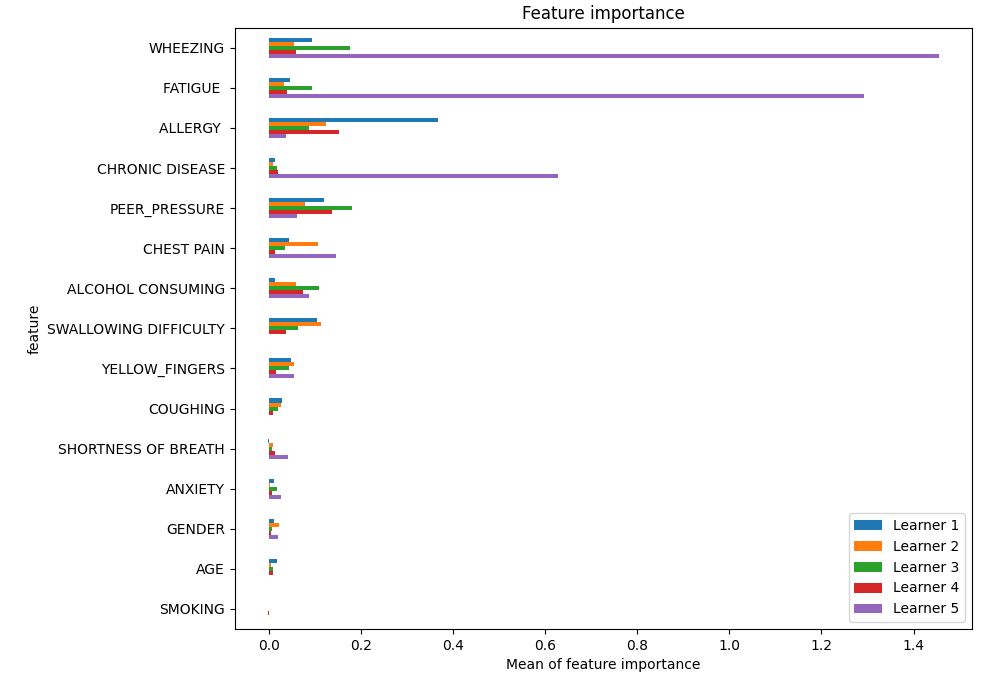 Feature importance
WHEEZING
FATIGUE
ALLERGY
CHRONIC DISEASE
PEER_PRESSURE
CHEST PAIN
ALCOHOL CONSUMING
SWALLOWING DIFFICULTY
YELLOW_FINGERS
COUGHING
SHORTNESS OF BREATH
ANXIETY
GENDER
AGE
SMOKING
feature
Learner 1
Learner 2
Learner 3
Learner 4
Learner 5
0.0 0.2 0.4 0.6 0.8 1.0 1.2 1.4
Mean of feature importance